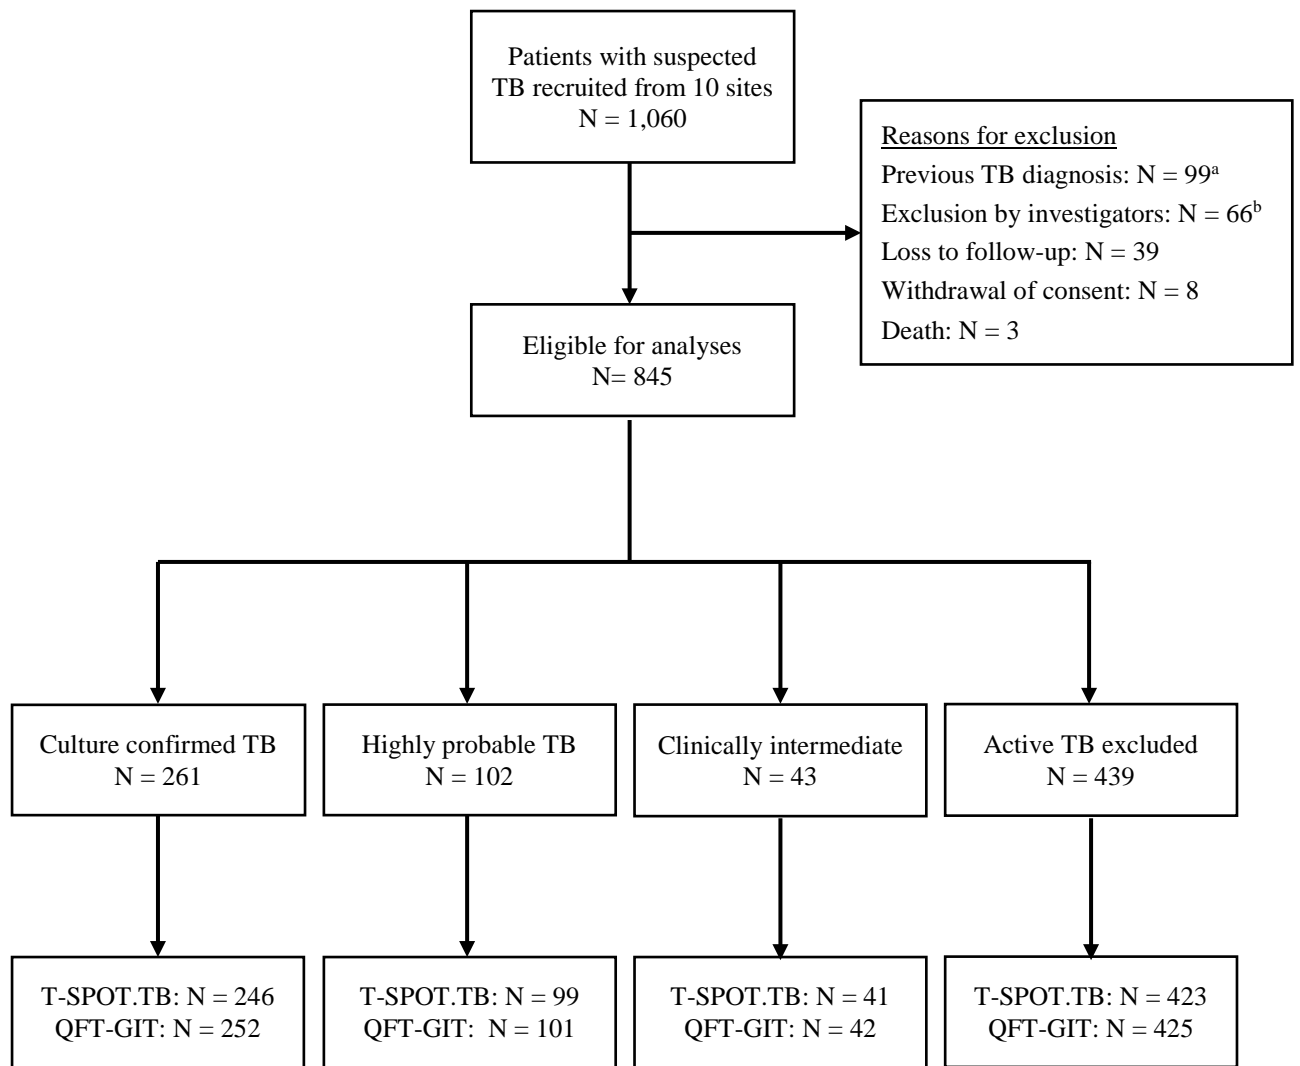 Patients with suspected
TB recruited from 10 sites
N = 1,060
Reasons for exclusion
Previous TB diagnosis: N = 99ᵃ
Exclusion by investigators: N = 66ᵇ
Loss to follow-up: N = 39
Withdrawal of consent: N = 8
Death: N = 3
Eligible for analyses
N= 845
Culture confirmed TB
N = 261
Highly probable TB
N = 102
Clinically intermediate
N = 43
Active TB excluded
N = 439
T-SPOT.TB: N = 246
QFT-GIT: N = 252
T-SPOT.TB: N = 99
QFT-GIT:  N = 101
T-SPOT.TB: N = 41
QFT-GIT: N = 42
T-SPOT.TB: N = 423
QFT-GIT: N = 425